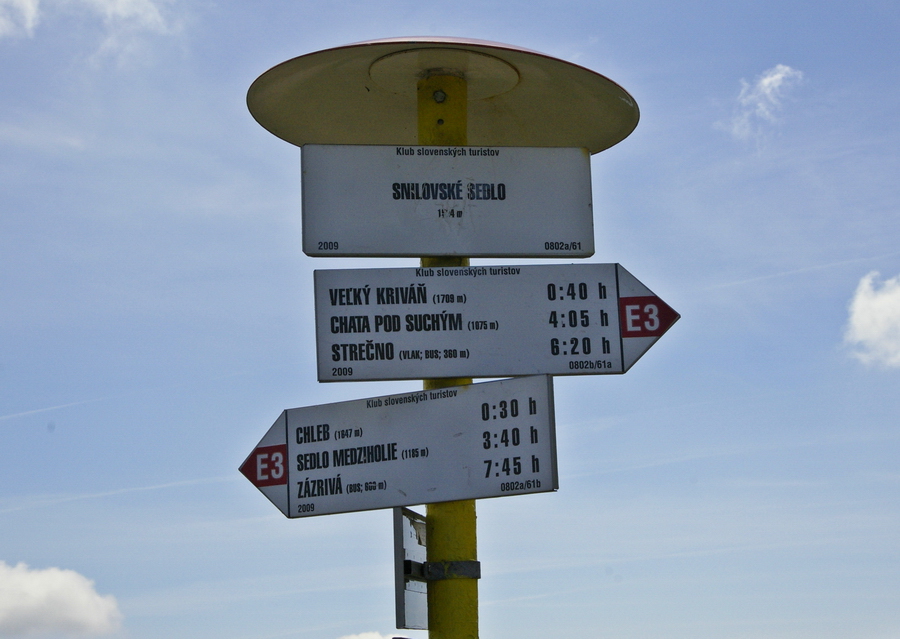 Klub slovenských turistov
SNILOVSKÉ SEDLO
2009 0802a/61
Klub slovenských turistov
VEĽKÝ KRIVÁŇ (1709 m) 0:40 h
CHATA POD SUCHÝM (1075 m) 4:05 h
STREČNO (VLAK; BUS; 360 m) 6:20 h
2009 0802b/61a
E3
Klub slovenských turistov
CHLEB (1647 m) 0:30 h
SEDLO MEDZIHOLIE (1185 m) 3:40 h
ZÁZRIVÁ (BUS; 600 m) 7:45 h
2009 0802a/61b
E3